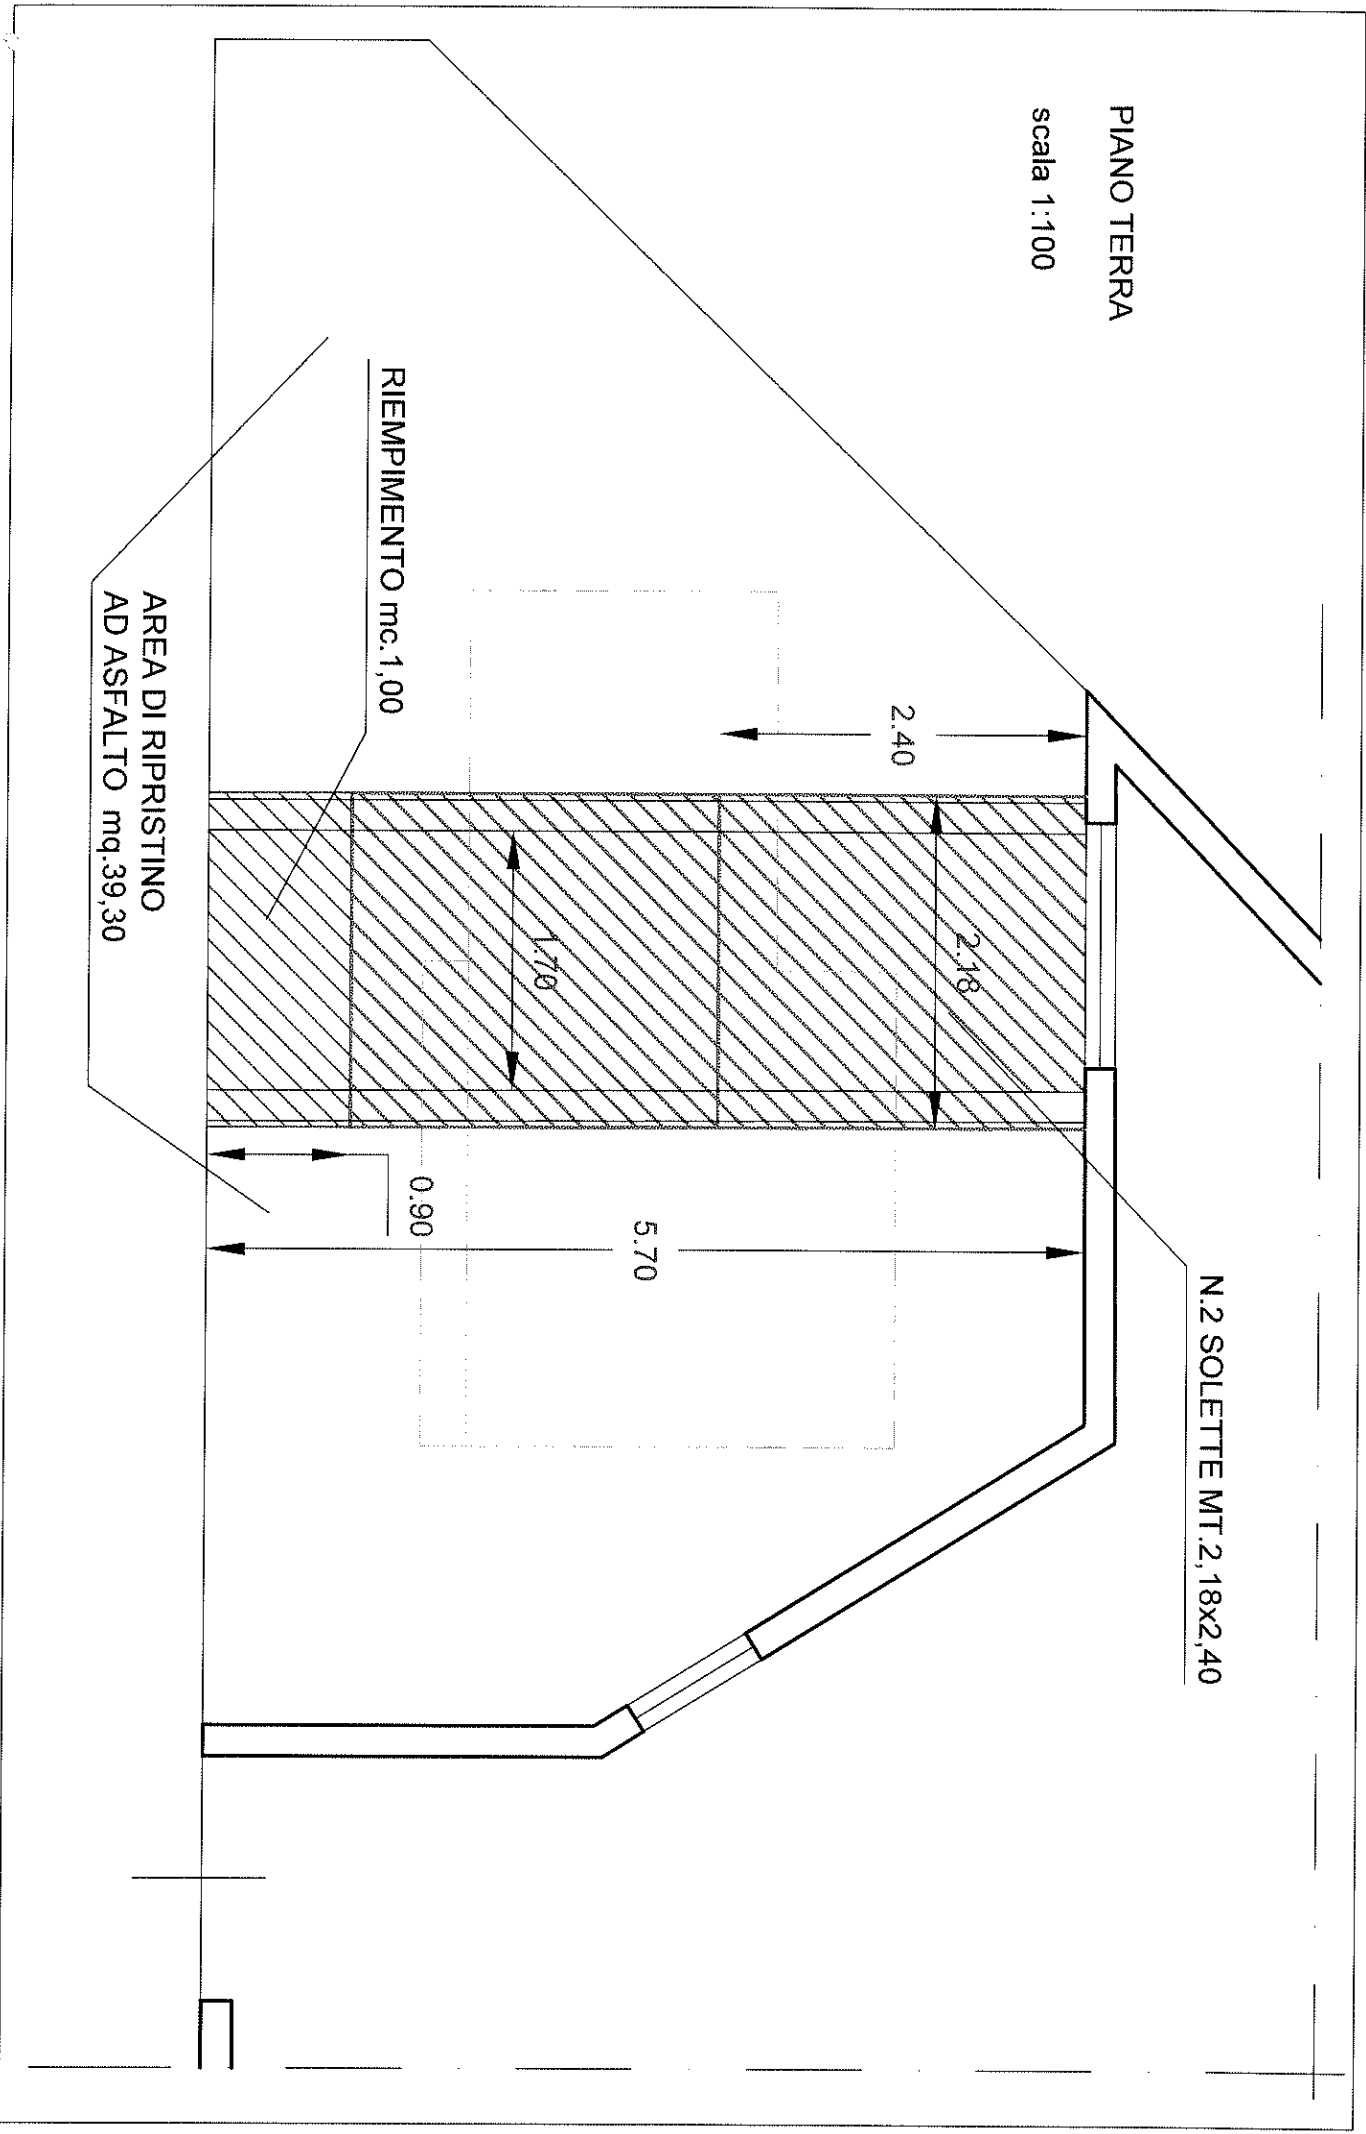 PIANO TERRA
scala 1:100
N.2 SOLETTE MT.2,18x2,40
2.40
2.18
1.70
5.70
0.90
RIEMPIMENTO mc.1,00
AREA DI RIPRISTINO
AD ASFALTO mq.39,30